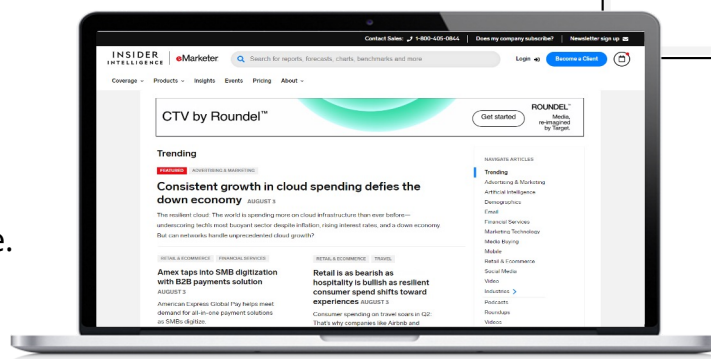 Contact Sales: 1-800-405-0844 Does my company subscribe? Newsletter sign up
INSIDER
INTELLIGENCE eMarketer Search for reports, forecasts, charts, benchmarks and more Login Become a Client
Coverage Products Insights Events Pricing About
CTV by Roundel™ Get started
ROUNDEL™
Media,
re-imagined
by Target.
Trending
FEATURED ADVERTISING & MARKETING
Consistent growth in cloud spending defies the
down economy AUGUST 3
The resilient cloud: The world is spending more on cloud infrastructure than ever before—
underscoring tech's most buoyant sector despite inflation, rising interest rates, and a down economy.
But can networks handle unprecedented cloud growth?
RETAIL & ECOMMERCE FINANCIAL SERVICES
Amex taps into SMB digitization
with B2B payments solution
AUGUST 3
American Express Global Pay helps meet
demand for all-in-one payment solutions
as SMBs digitize.
RETAIL & ECOMMERCE TRAVEL
Retail is as bearish as
hospitality is bullish as resilient
consumer spend shifts toward
experiences AUGUST 3
Consumer spending on travel soars in Q2:
That's why companies like Airbnb and
NAVIGATE ARTICLES
Trending
Advertising & Marketing
Artificial Intelligence
Demographics
Email
Financial Services
Marketing Technology
Media Buying
Mobile
Retail & Ecommerce
Social Media
Video
Industries
Podcasts
Roundups
Videos
e.